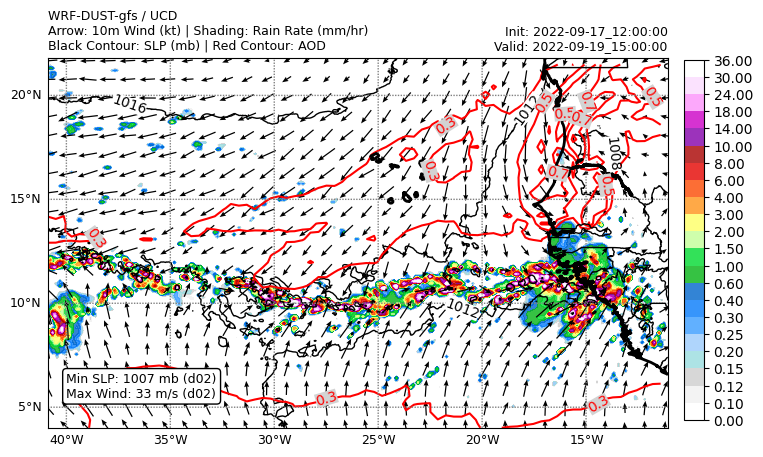 WRF-DUST-gfs / UCD
Arrow: 10m Wind (kt) | Shading: Rain Rate (mm/hr)
Black Contour: SLP (mb) | Red Contour: AOD
Init: 2022-09-17_12:00:00
Valid: 2022-09-19_15:00:00
36.00
30.00
24.00
18.00
14.00
10.00
8.00
6.00
4.00
3.00
2.00
1.50
1.00
0.60
0.40
0.30
0.25
0.20
0.15
0.12
0.10
0.00
20°N
15°N
10°N
5°N
1016
1012
1008
1012
0.3
0.3
0.3
0.5
0.5
0.7
0.5
0.3
0.3
Min SLP: 1007 mb (d02)
Max Wind: 33 m/s (d02)
40°W
35°W
30°W
25°W
20°W
15°W